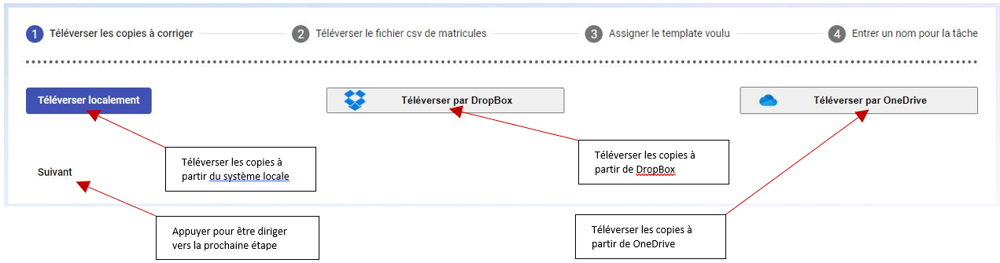 1 Téléverser les copies à corriger
2 Téléverser le fichier csv de matricules
3 Assigner le template voulu
4 Entrer un nom pour la tâche
Téléverser localement
Téléverser par DropBox
Téléverser par OneDrive
Téléverser les copies à
partir du système locale
Téléverser les copies à
partir de DropBox
Suivant
Appuyer pour être diriger
vers la prochaine étape
Téléverser les copies à
partir de OneDrive